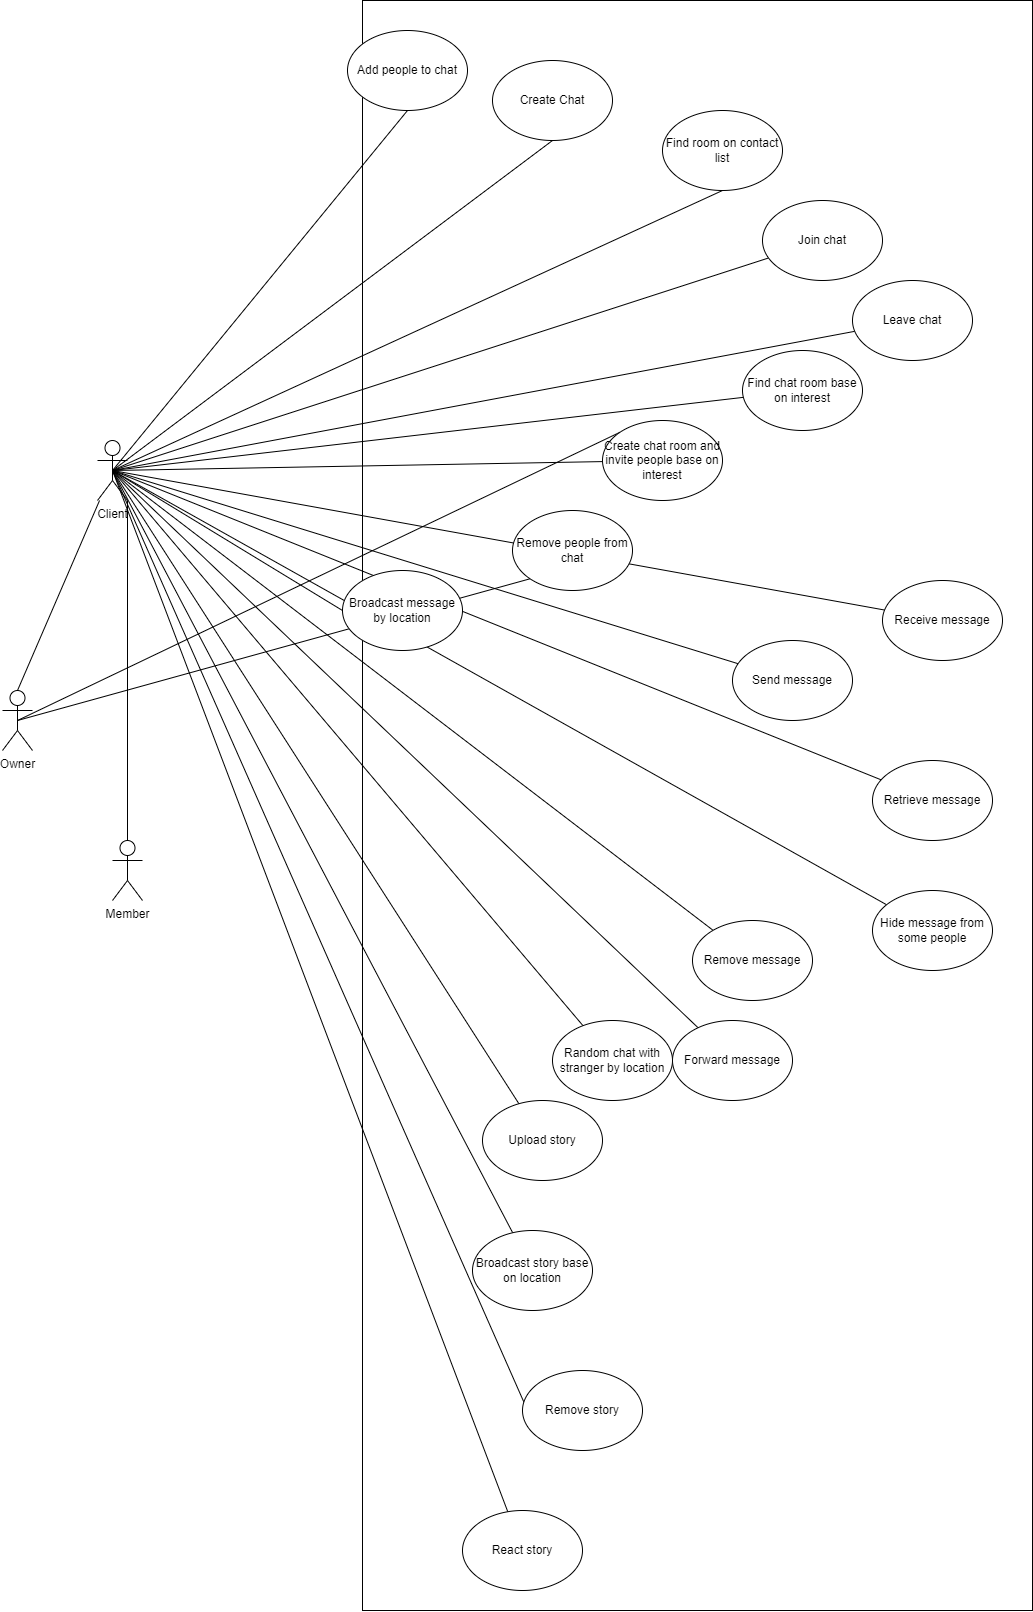 Add people to chat
Create Chat
Find room on contact
list
Join chat
Leave chat
Find chat room base
on interest
Create chat room and
invite people base on
interest
Client
Remove people from
chat
Broadcast message
by location
Receive message
Send message
Owner
Retrieve message
Member
Hide message from
some people
Remove message
Random chat with
stranger by location
Forward message
Upload story
Broadcast story base
on location
Remove story
React story